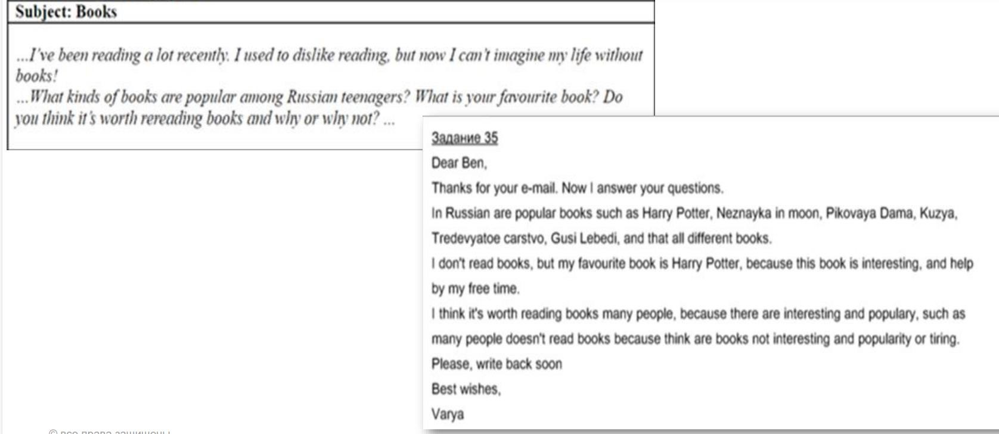 Subject: Books
...I've been reading a lot recently. I used to dislike reading, but now I can't imagine my life without
books!
...What kinds of books are popular among Russian teenagers? What is your favourite book? Do
you think it's worth rereading books and why or why not? ...
Задание 35
Dear Ben,
Thanks for your e-mail. Now I answer your questions.
In Russian are popular books such as Harry Potter, Neznayka in moon, Pikovaya Dama, Kuzya,
Tredevyatoe carstvo, Gusi Lebedi, and that all different books.
I don't read books, but my favourite book is Harry Potter, because this book is interesting, and help
by my free time.
I think it's worth reading books many people, because there are interesting and populary, such as
many people doesn't read books because think are books not interesting and popularity or tiring.
Please, write back soon
Best wishes,
Varya
© все права защищены